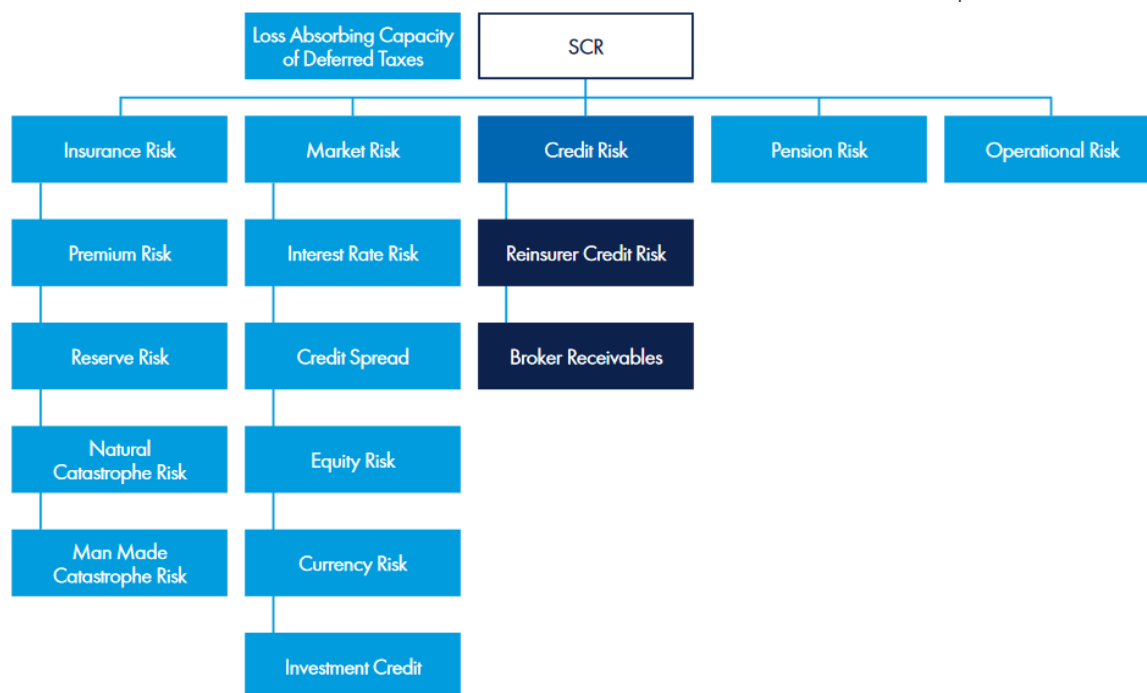 Loss Absorbing Capacity
of Deferred Taxes
SCR
Insurance Risk
Market Risk
Credit Risk
Pension Risk
Operational Risk
Premium Risk
Interest Rate Risk
Reinsurer Credit Risk
Reserve Risk
Credit Spread
Broker Receivables
Natural
Catastrophe Risk
Equity Risk
Man Made
Catastrophe Risk
Currency Risk
Investment Credit